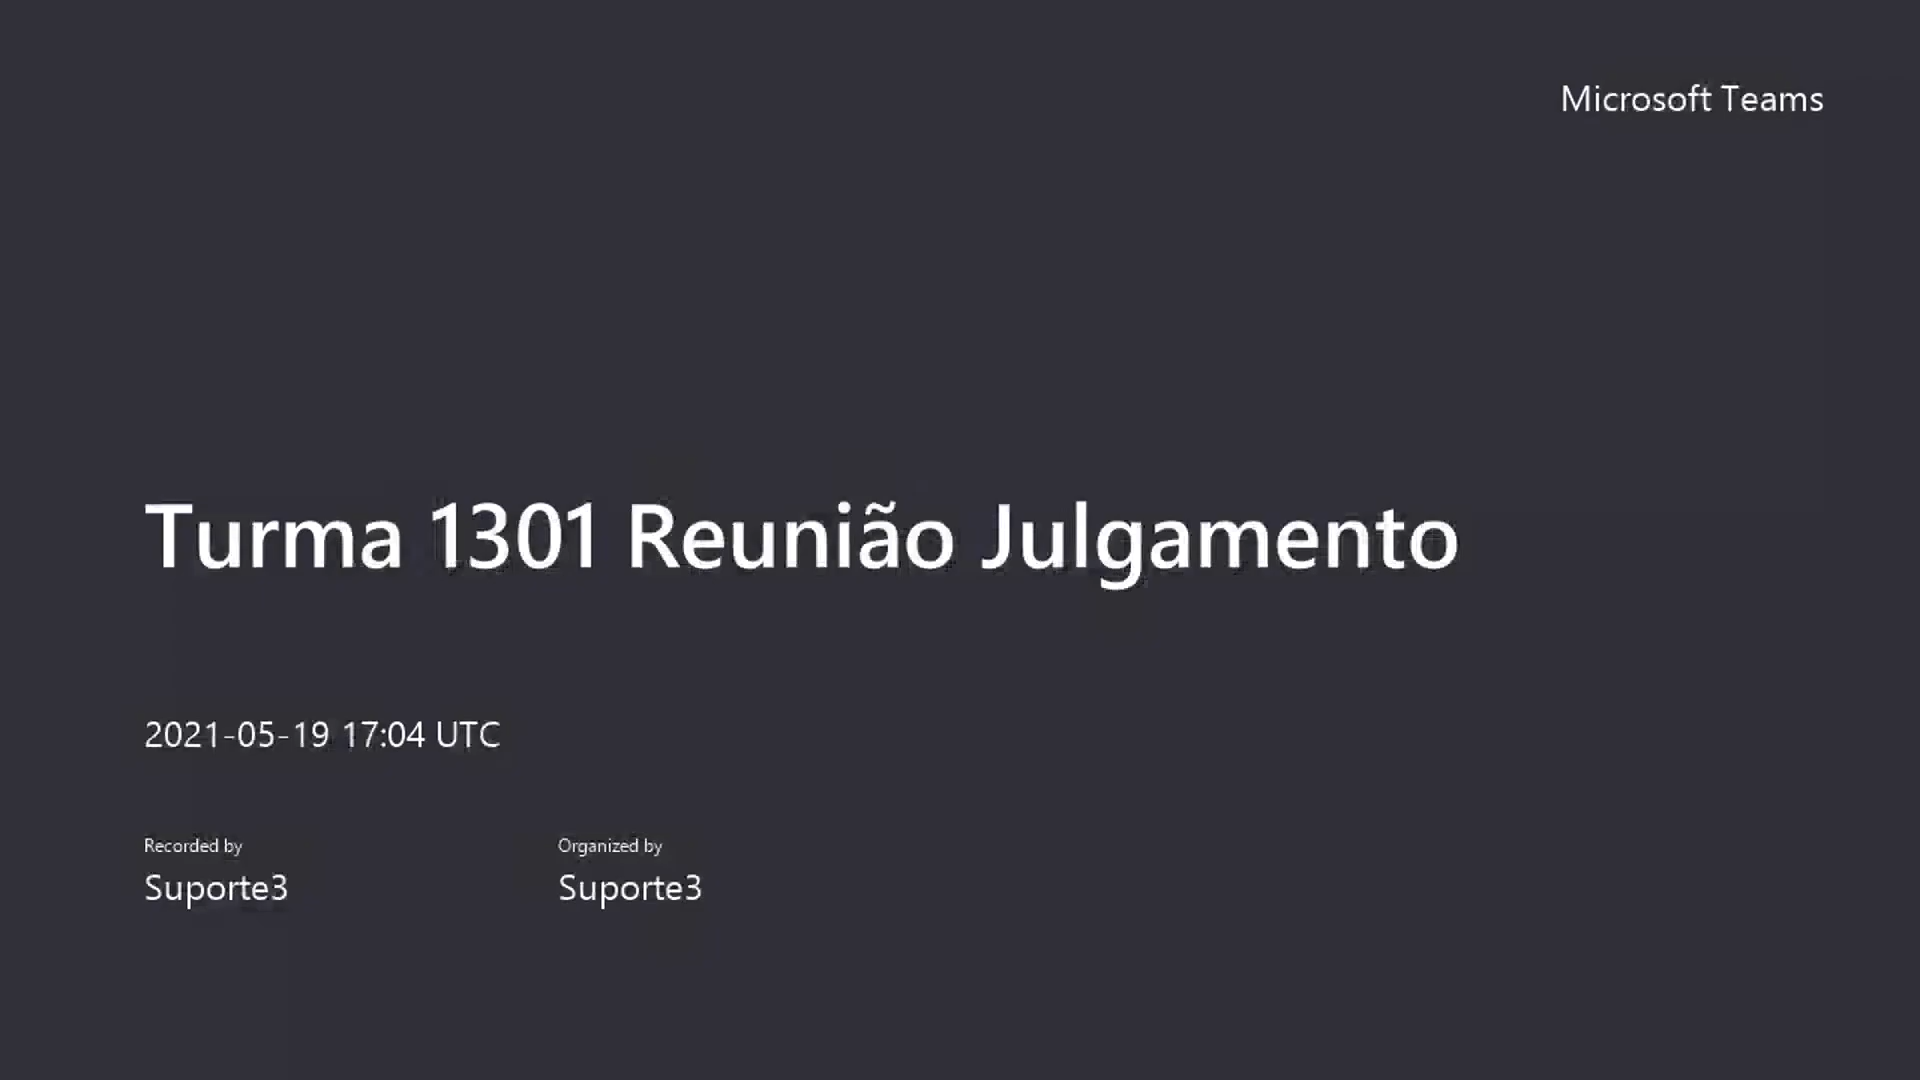 Microsoft Teams
Turma 1301 Reunião Julgamento
2021-05-19 17:04 UTC
Recorded by
Suporte3
Organized by
Suporte3